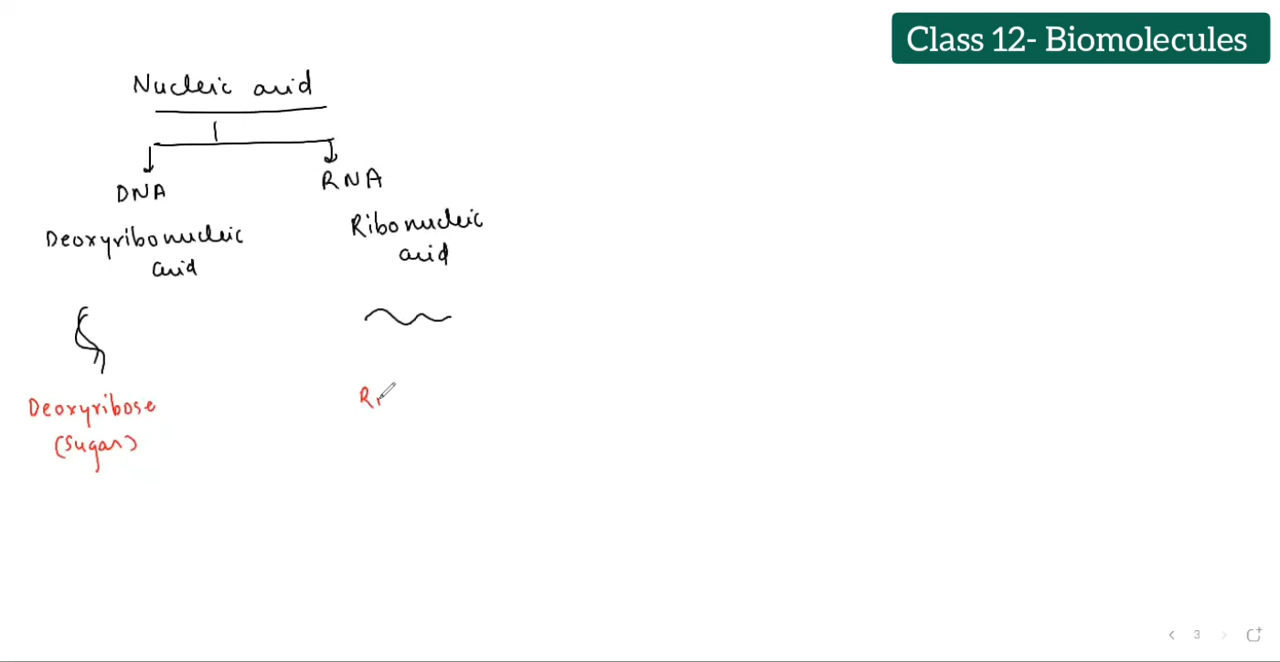 Class 12- Biomolecules
Nucleic acid
DNA
RNA
Deoxyribonucleic
acid
Ribonucleic
acid
Deoxyribose
(Sugar)
R
3